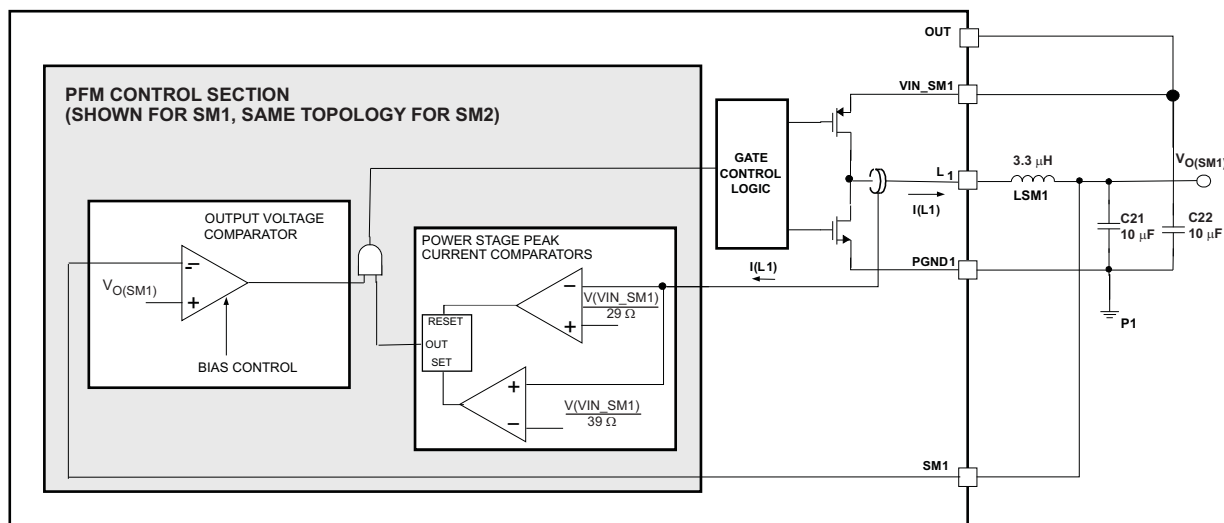 OUT
PFM CONTROL SECTION
(SHOWN FOR SM1, SAME TOPOLOGY FOR SM2)
VIN_SM1
GATE
CONTROL
LOGIC
L1
I(L1)
3.3 μH
LSM1
VO(SM1)
C21
10 μF
C22
10 μF
OUTPUT VOLTAGE
COMPARATOR
-
VO(SM1)
+
BIAS CONTROL
POWER STAGE PEAK
CURRENT COMPARATORS
I(L1)
PGND1
P1
-
V(VIN_SM1)
29 Ω
+
RESET
OUT
SET
+
-
V(VIN_SM1)
39 Ω
SM1